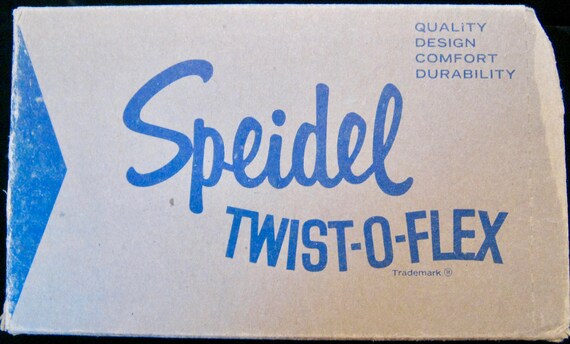 QUALITY
DESIGN
COMFORT
DURABILITY
Speidel
TWIST-O-FLEX
Trademark ®